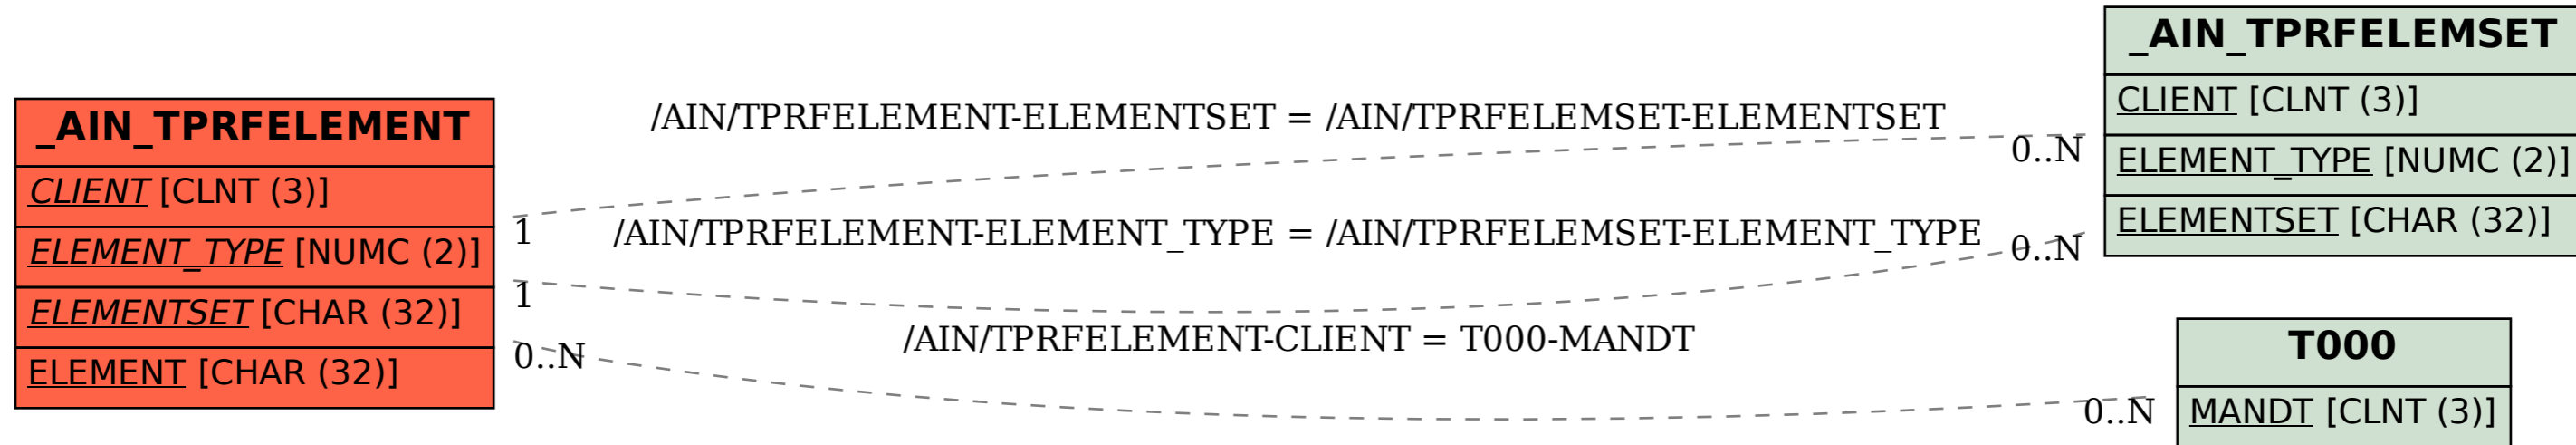 _AIN_TPRFELEMENT
CLIENT [CLNT (3)]
ELEMENT_TYPE [NUMC (2)]
ELEMENTSET [CHAR (32)]
ELEMENT [CHAR (32)]
/AIN/TPRFELEMENT-ELEMENTSET = /AIN/TPRFELEMSET-ELEMENTSET
1
0..N
/AIN/TPRFELEMENT-ELEMENT_TYPE = /AIN/TPRFELEMSET-ELEMENT_TYPE
1
0..N
/AIN/TPRFELEMENT-CLIENT = T000-MANDT
0..N
0..N
_AIN_TPRFELEMSET
CLIENT [CLNT (3)]
ELEMENT_TYPE [NUMC (2)]
ELEMENTSET [CHAR (32)]
T000
MANDT [CLNT (3)]